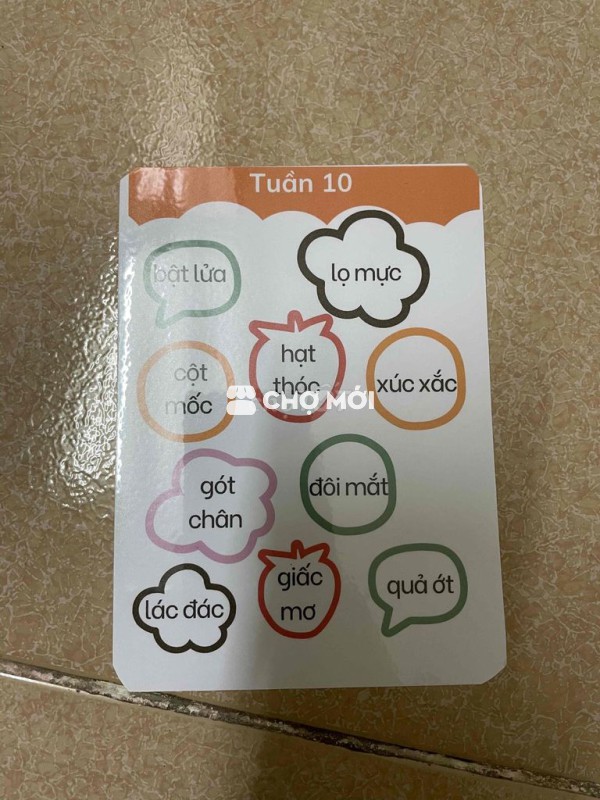 Tuần 10
bật lửa
lọ mực
cột
mốc
hạt
thóc
xúc xắc
CHỢ MỚI
gót
chân
đôi mắt
lác đác
giấc
mơ
quả ớt